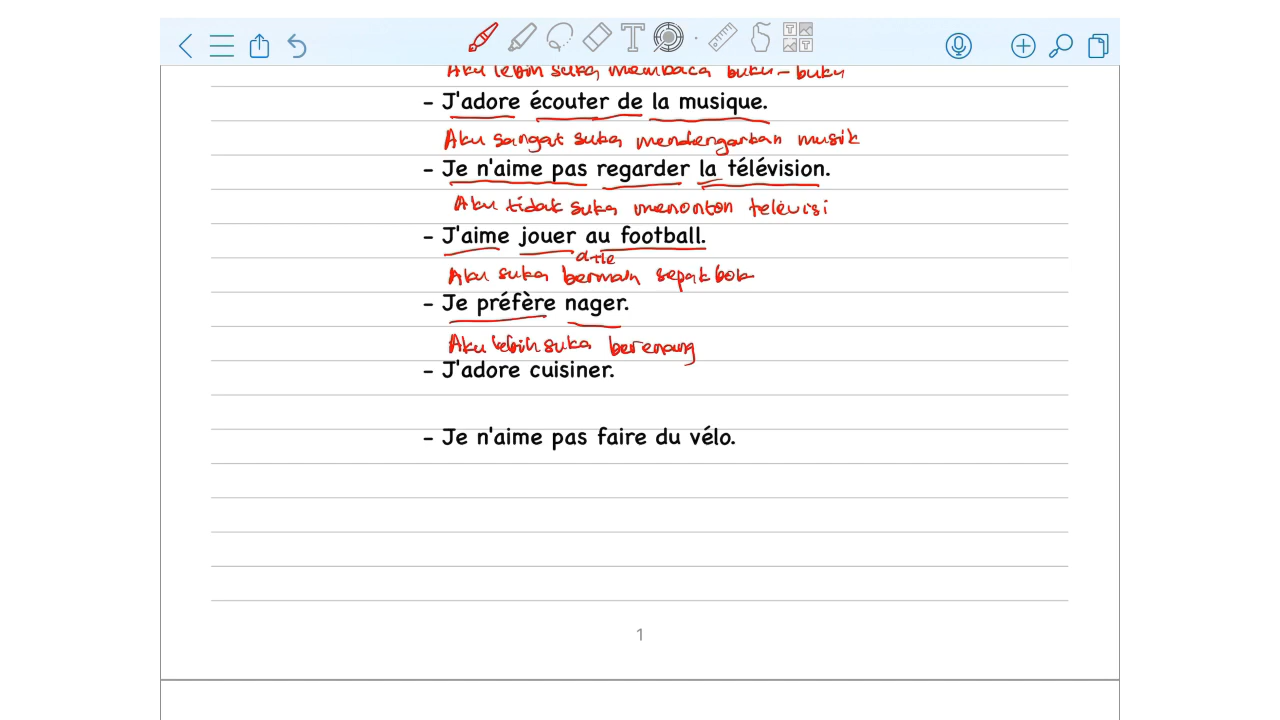 Aku lebih suka membaca buku-buku
- J'adore écouter de la musique.
Aku sangat suka mendengarkan musik
- Je n'aime pas regarder la télévision.
Aku tidak suka menonton televisi
- J'aime jouer au football.
à+le
Aku suka bermain sepak bola
- Je préfère nager.
Aku lebih suka berenang
- J'adore cuisiner.
- Je n'aime pas faire du vélo.
1